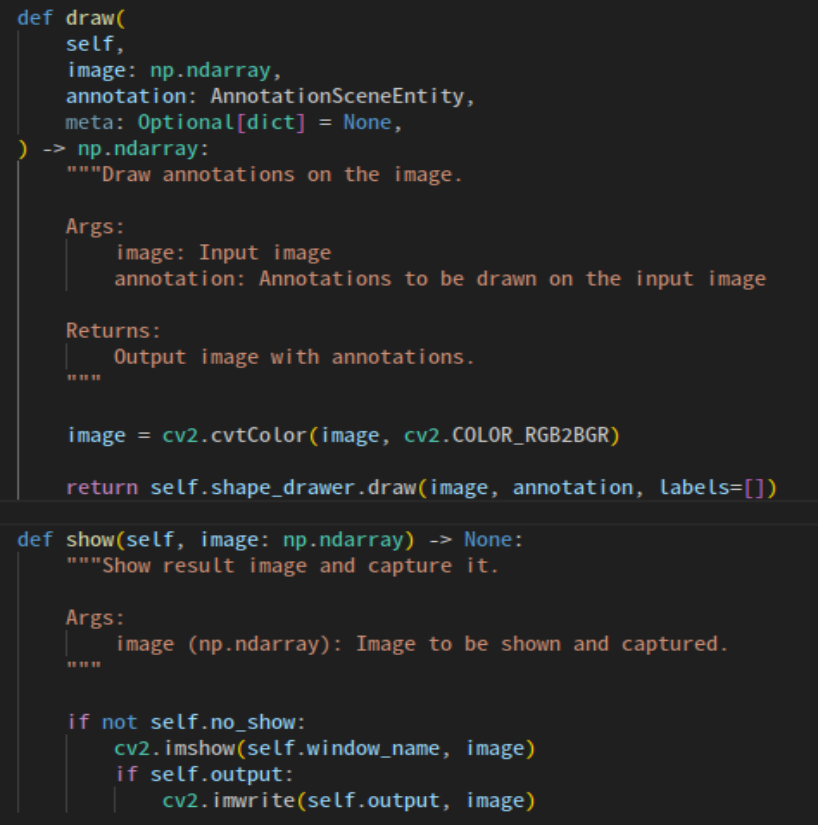 def draw(
    self,
    image: np.ndarray,
    annotation: AnnotationSceneEntity,
    meta: Optional[dict] = None,
) -> np.ndarray:
    """Draw annotations on the image.

    Args:
        image: Input image
        annotation: Annotations to be drawn on the input image

    Returns:
        Output image with annotations.
    """

    image = cv2.cvtColor(image, cv2.COLOR_RGB2BGR)

    return self.shape_drawer.draw(image, annotation, labels=[])

def show(self, image: np.ndarray) -> None:
    """Show result image and capture it.

    Args:
        image (np.ndarray): Image to be shown and captured.
    """

    if not self.no_show:
        cv2.imshow(self.window_name, image)
        if self.output:
            cv2.imwrite(self.output, image)